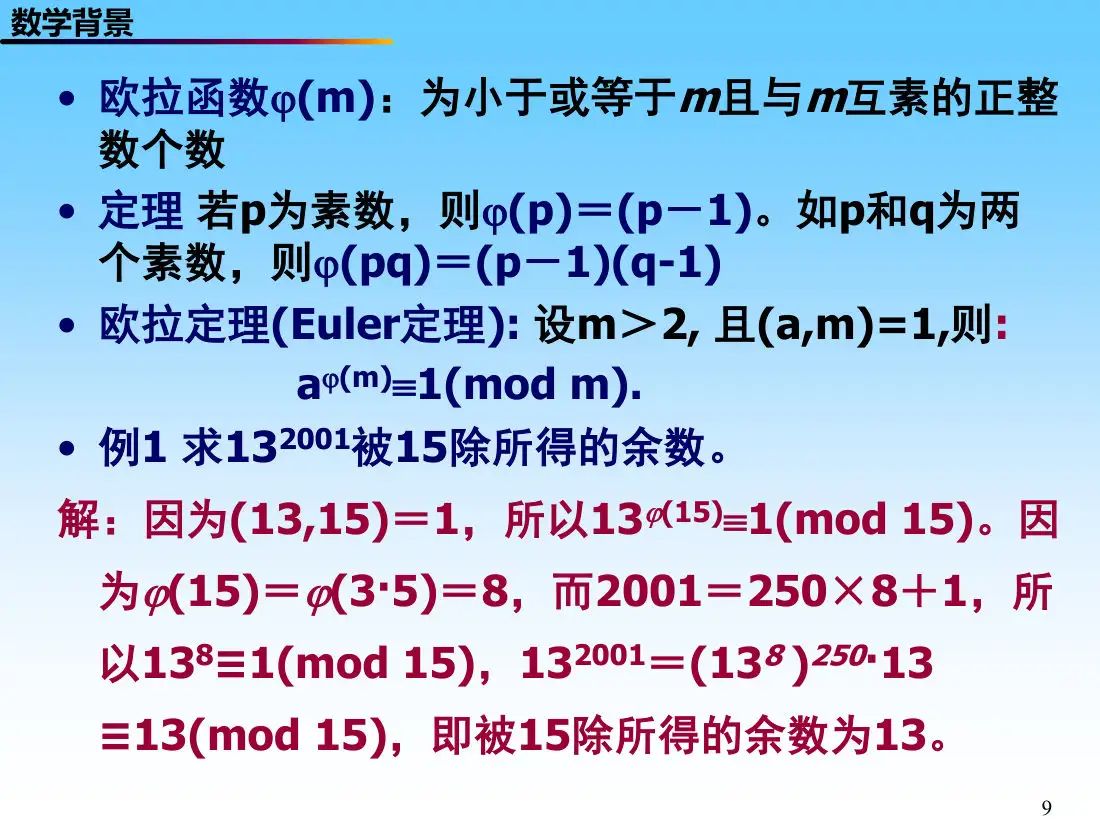 数学背景
• 欧拉函数φ(m)：为小于或等于m且与m互素的正整
数个数
• 定理 若p为素数，则φ(p)＝(p－1)。如p和q为两
个素数，则φ(pq)＝(p－1)(q-1)
• 欧拉定理(Euler定理): 设m＞2, 且(a,m)=1,则:
a^φ(m)≡1(mod m).
• 例1 求13^2001被15除所得的余数。
解：因为(13,15)＝1，所以13^φ(15)≡1(mod 15)。因
为φ(15)＝φ(3·5)＝8，而2001＝250×8＋1，所
以13^8≡1(mod 15)，13^2001＝(13^8 )^250·13
≡13(mod 15)，即被15除所得的余数为13。
9